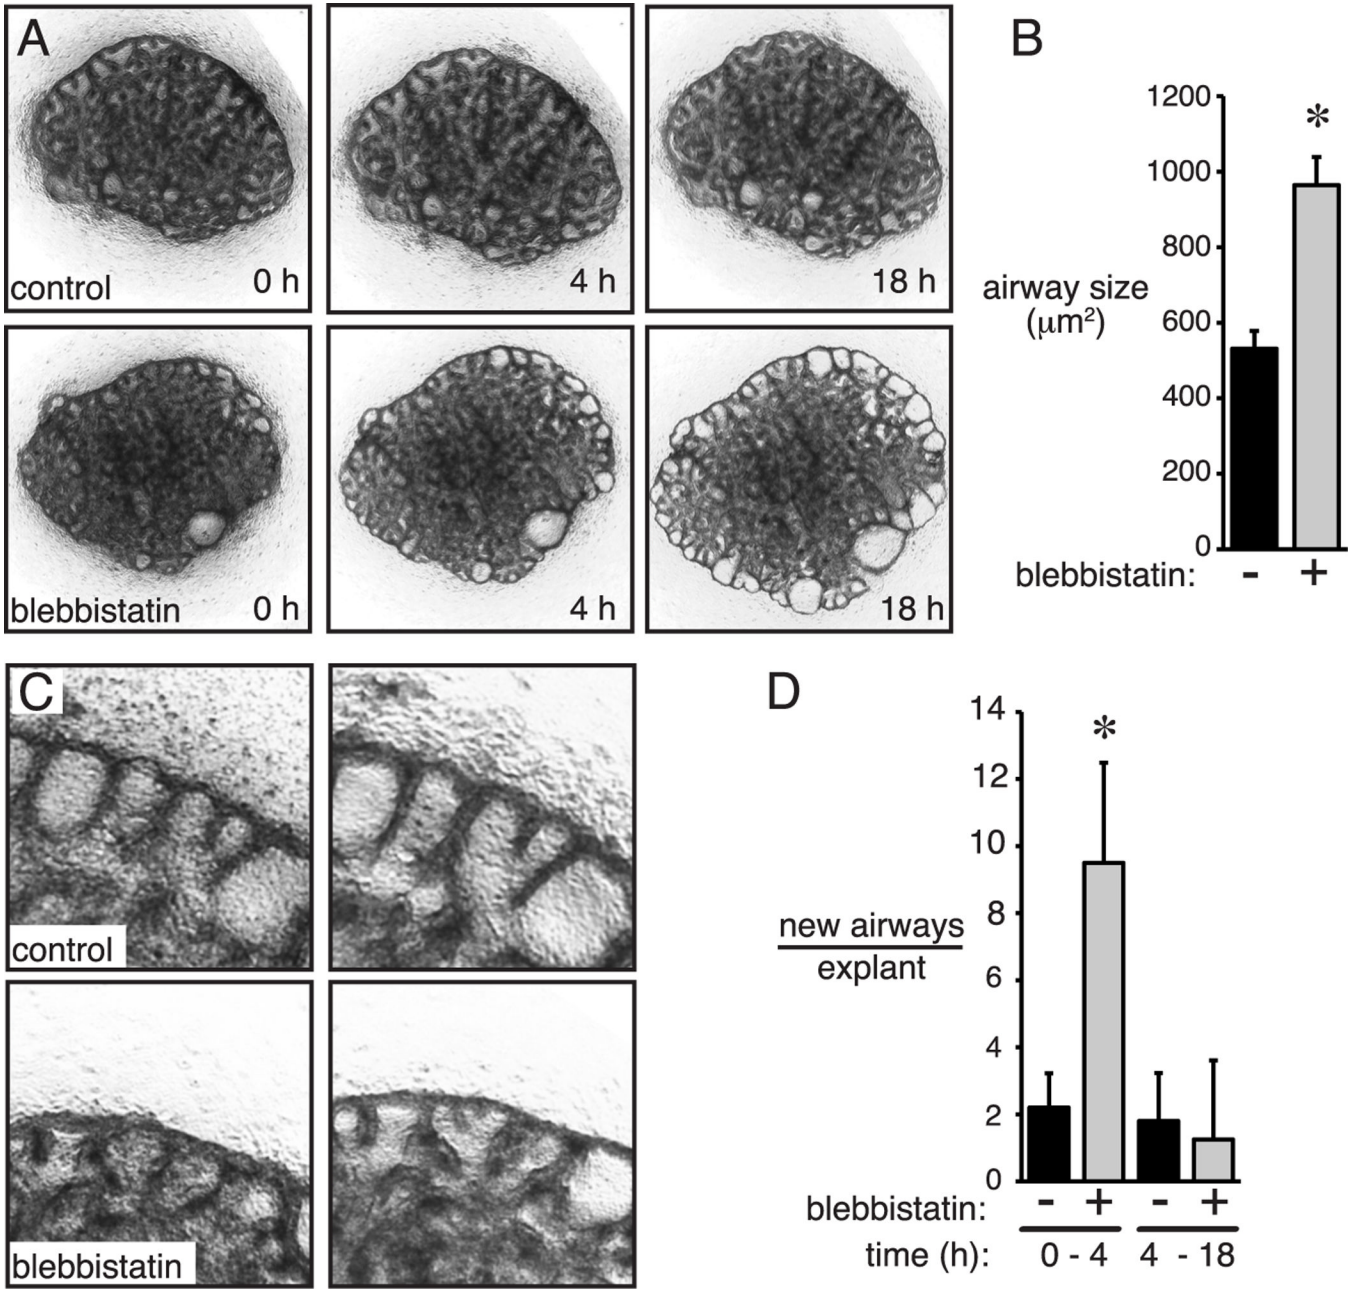 A
control
0 h
4 h
18 h
blebbistatin
0 h
4 h
18 h
B
1200
1000
800
600
400
200
0
airway size
(μm²)
*
blebbistatin: - +
C
control
blebbistatin
D
14
12
10
8
6
4
2
0
new airways
explant
*
blebbistatin: - + - +
time (h): 0 - 4 4 - 18